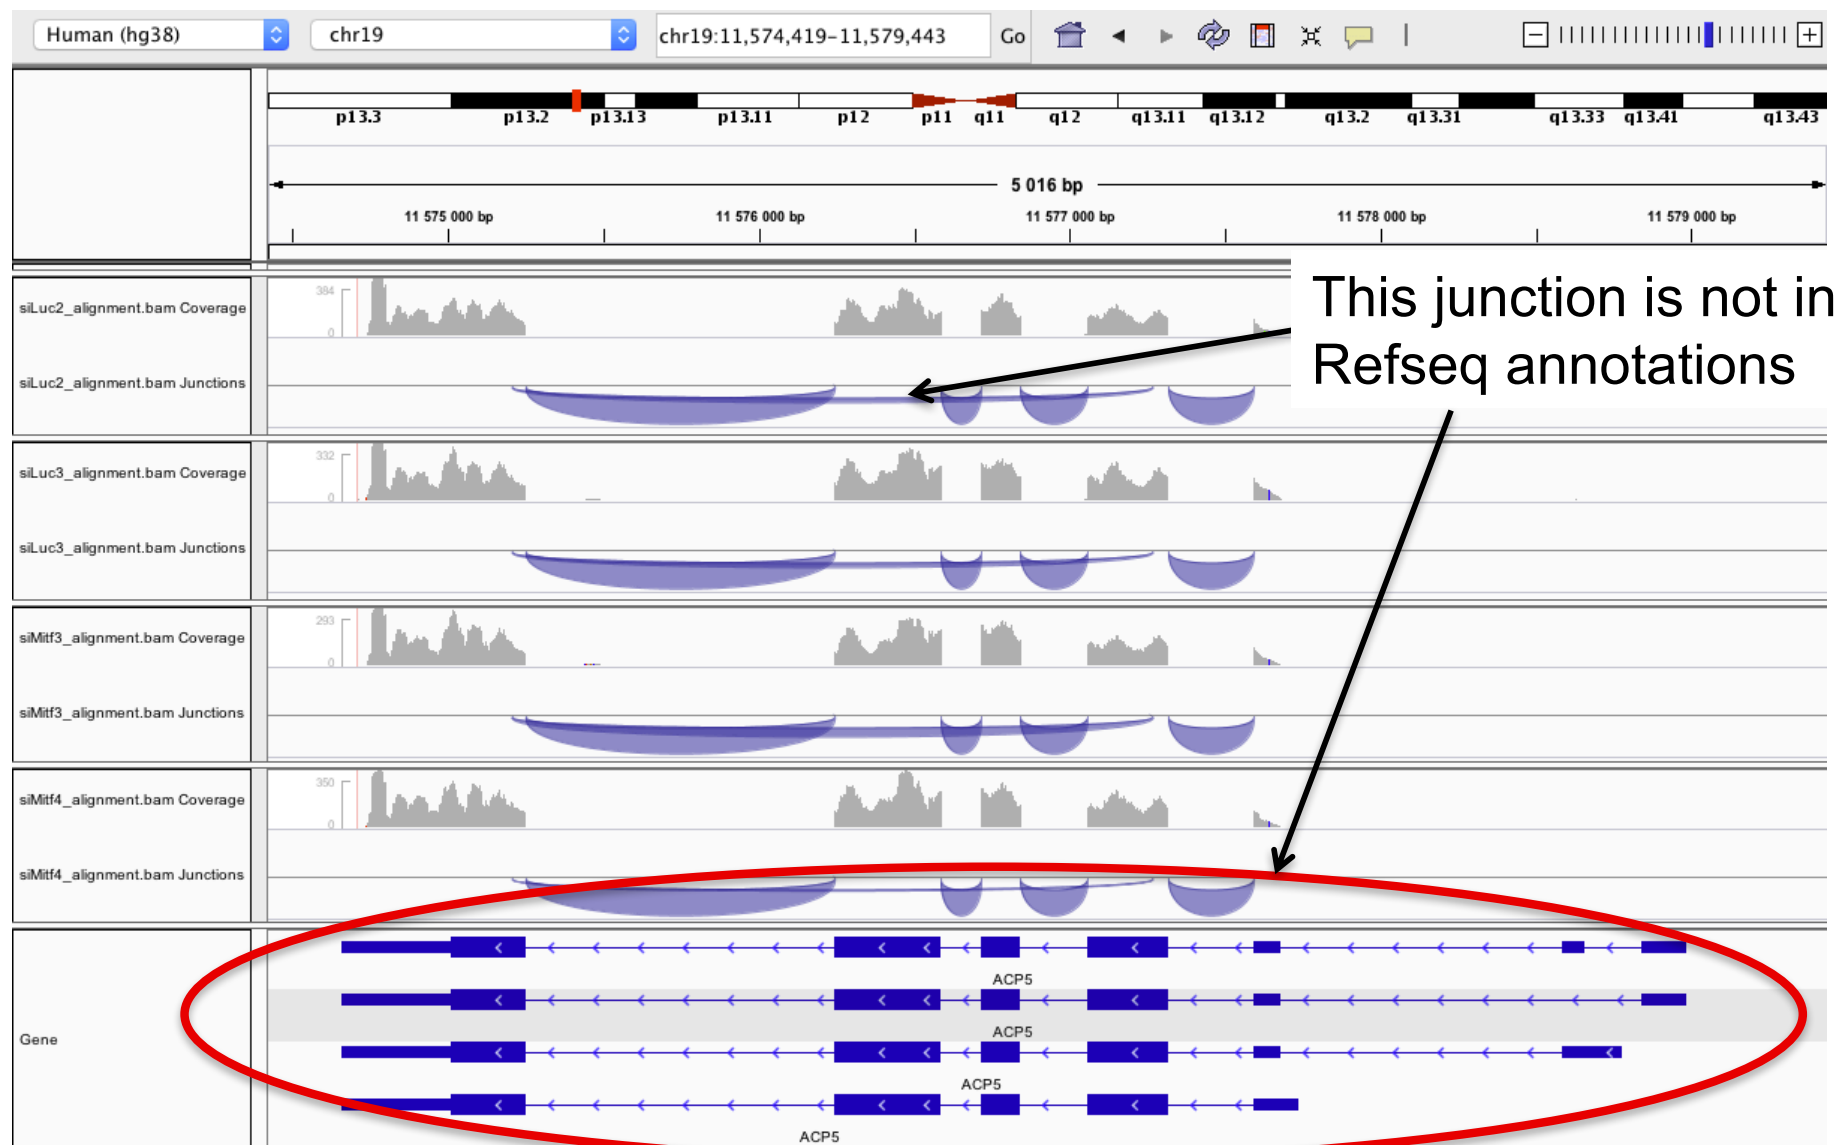 Human (hg38) chr19 chr19:11,574,419-11,579,443 Go
p13.3 p13.2 p13.13 p13.11 p12 p11 q11 q12 q13.11 q13.12 q13.2 q13.31 q13.33 q13.41 q13.43
5 016 bp
11 575 000 bp 11 576 000 bp 11 577 000 bp 11 578 000 bp 11 579 000 bp
This junction is not in
Refseq annotations
siLuc2_alignment.bam Coverage 384
0
siLuc2_alignment.bam Junctions
siLuc3_alignment.bam Coverage 332
0
siLuc3_alignment.bam Junctions
siMitf3_alignment.bam Coverage 293
0
siMitf3_alignment.bam Junctions
siMitf4_alignment.bam Coverage 350
0
siMitf4_alignment.bam Junctions
ACP5
ACP5
Gene
ACP5
ACP5